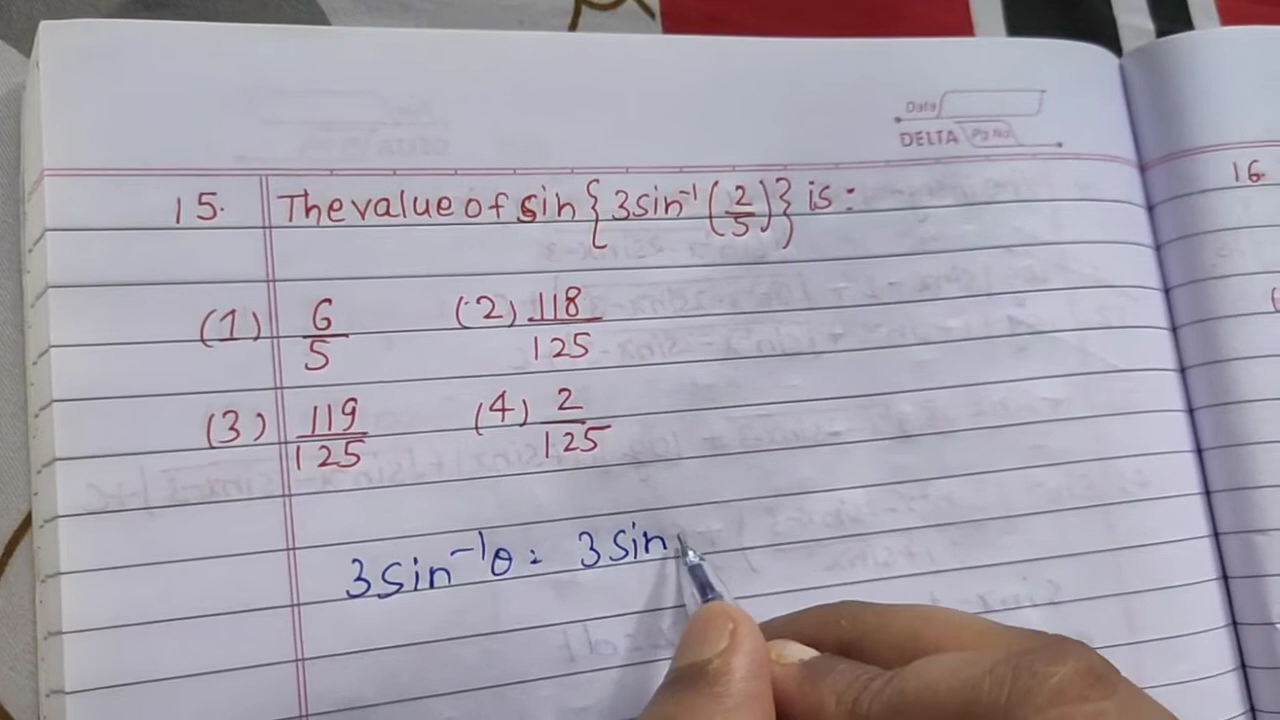 Date
DELTA Pg No
16.
15. The value of sin{3sin⁻¹(2/5)} is:
(1) 6/5 (2) 118/125
(3) 119/125 (4) 2/125
3sin⁻¹θ = 3sin